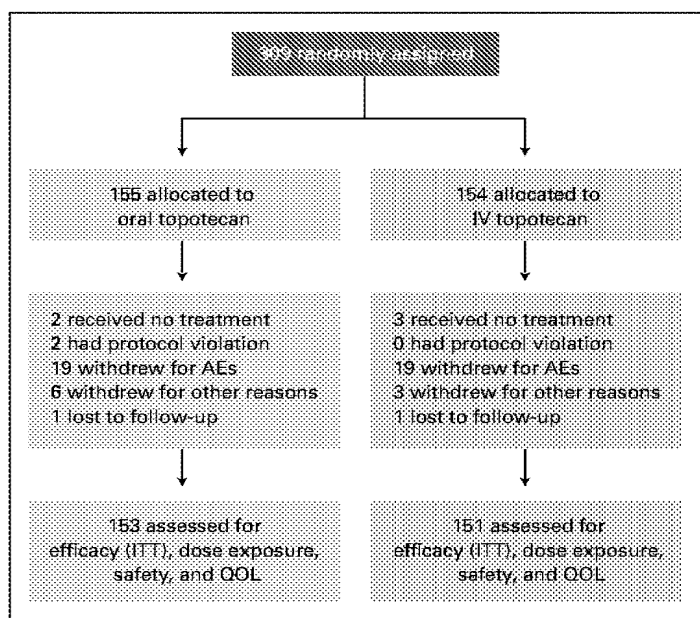 309 randomly assigned
155 allocated to
oral topotecan
154 allocated to
IV topotecan
2 received no treatment
2 had protocol violation
19 withdrew for AEs
6 withdrew for other reasons
1 lost to follow-up
3 received no treatment
0 had protocol violation
19 withdrew for AEs
3 withdrew for other reasons
1 lost to follow-up
153 assessed for
efficacy (ITT), dose exposure,
safety, and QOL
151 assessed for
efficacy (ITT), dose exposure,
safety, and QOL